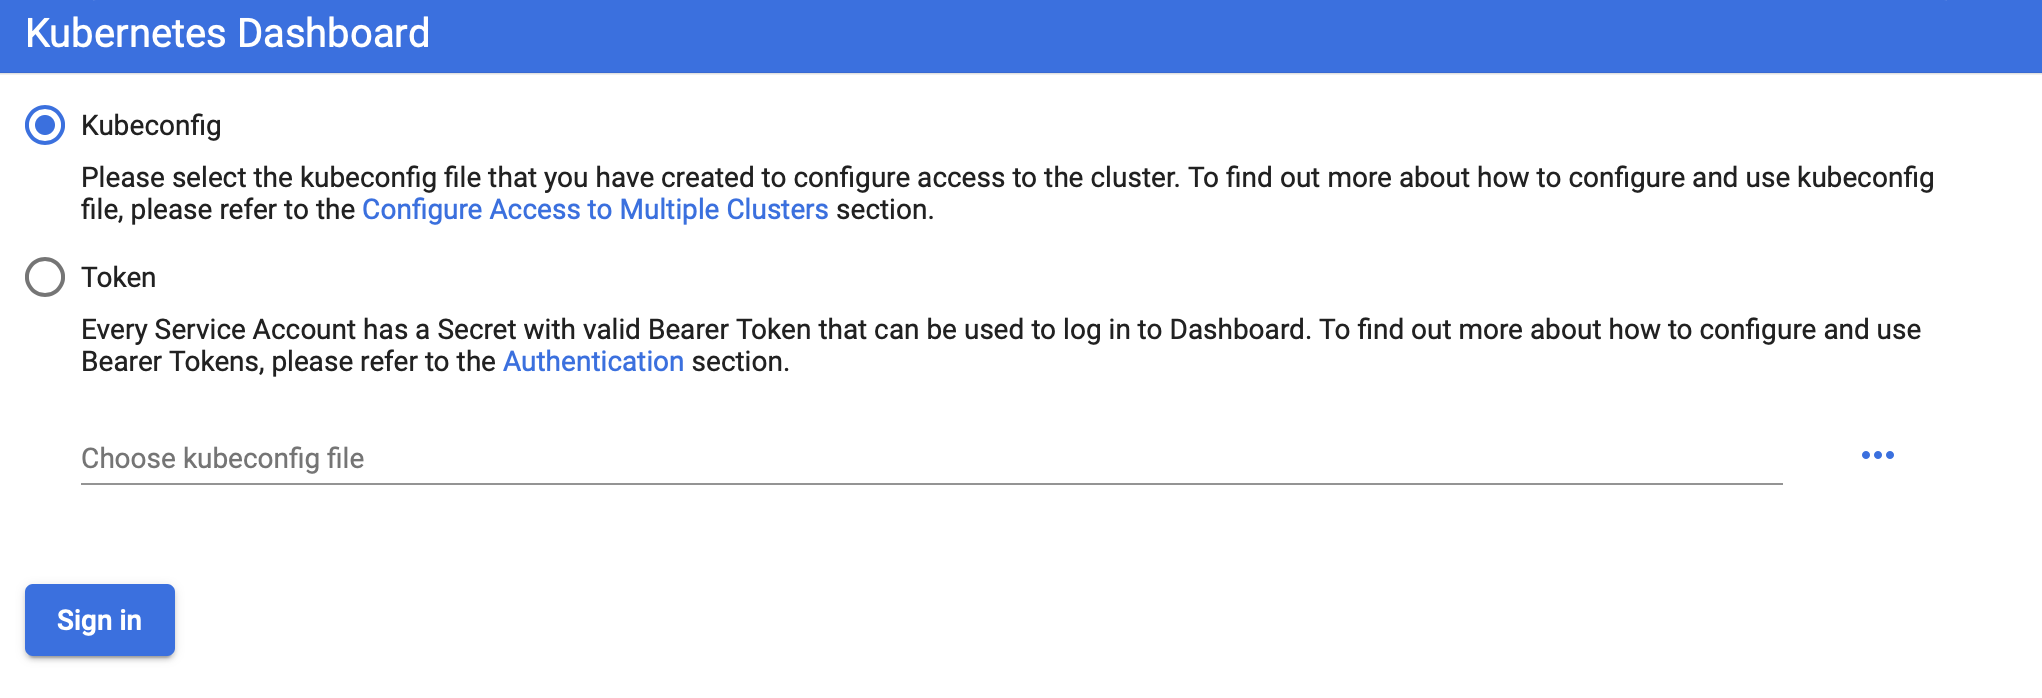 Kubernetes Dashboard
Kubeconfig
Please select the kubeconfig file that you have created to configure access to the cluster. To find out more about how to configure and use kubeconfig
file, please refer to the Configure Access to Multiple Clusters section.
Token
Every Service Account has a Secret with valid Bearer Token that can be used to log in to Dashboard. To find out more about how to configure and use
Bearer Tokens, please refer to the Authentication section.
Choose kubeconfig file
Sign in